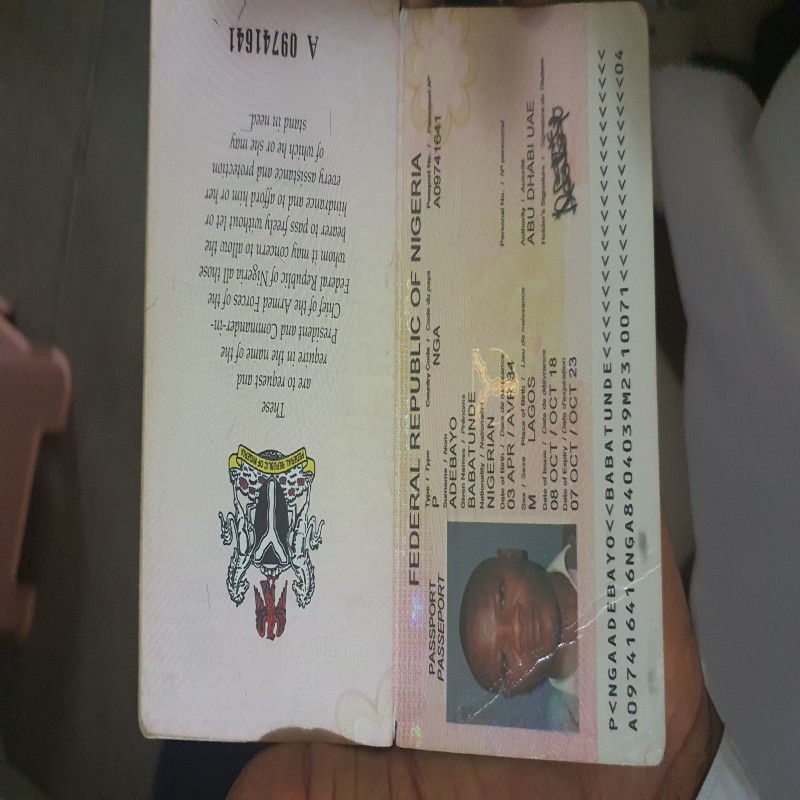 A 09741641
These
are to request and
require in the name of the
President and Commander-in-
Chief of the Armed Forces of the
Federal Republic of Nigeria all those
whom it may concern to allow the
bearer to pass freely without let or
hindrance and to afford him or her
every assistance and protection
of which he or she may
stand in need.
FEDERAL REPUBLIC OF NIGERIA
FEDERAL REPUBLIC OF NIGERIA
PASSPORT
PASSEPORT
Type / Type
P
Country Code / Code du pays
NGA
Passport No. / Passeport N°
A09741641
Surname / Nom
ADEBAYO
Given Names / Prénoms
BABATUNDE
Nationality / Nationalité
NIGERIAN
Date of Birth / Date de naissance
03 APR / AVR 84
Personal No. / N° personnel
Sex / Sexe
M
Place of Birth / Lieu de naissance
LAGOS
Authority / Autorité
ABU DHABI UAE
Date of Issue / Date de délivrance
08 OCT / OCT 18
Holder's Signature / Signature du Titulaire
Date of Expiry / Date d'expiration
07 OCT / OCT 23
P<NGAADEBAYO<<BABATUNDE<<<<<<<<<<<<<<<<<<<<<
A097416416NGA8404039M2310071<<<<<<<<<<<<<<04